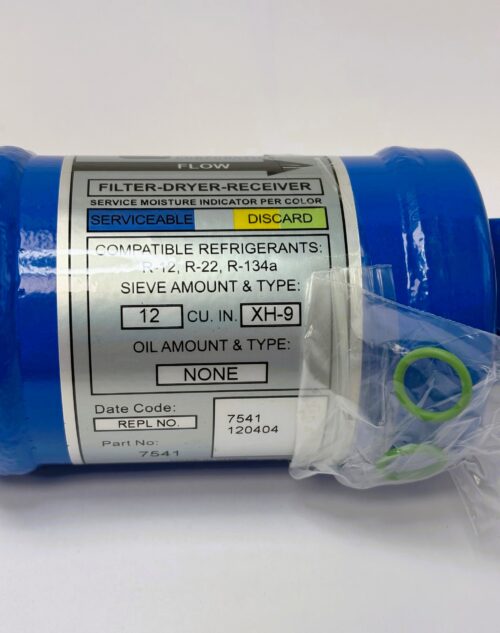 FLOW
FILTER-DRYER-RECEIVER
SERVICE MOISTURE INDICATOR PER COLOR
SERVICEABLE DISCARD
COMPATIBLE REFRIGERANTS:
R-12, R-22, R-134a
SIEVE AMOUNT & TYPE:
12 CU. IN. XH-9
OIL AMOUNT & TYPE:
NONE
Date Code:
REPL NO.
Part No:
7541
7541
120404